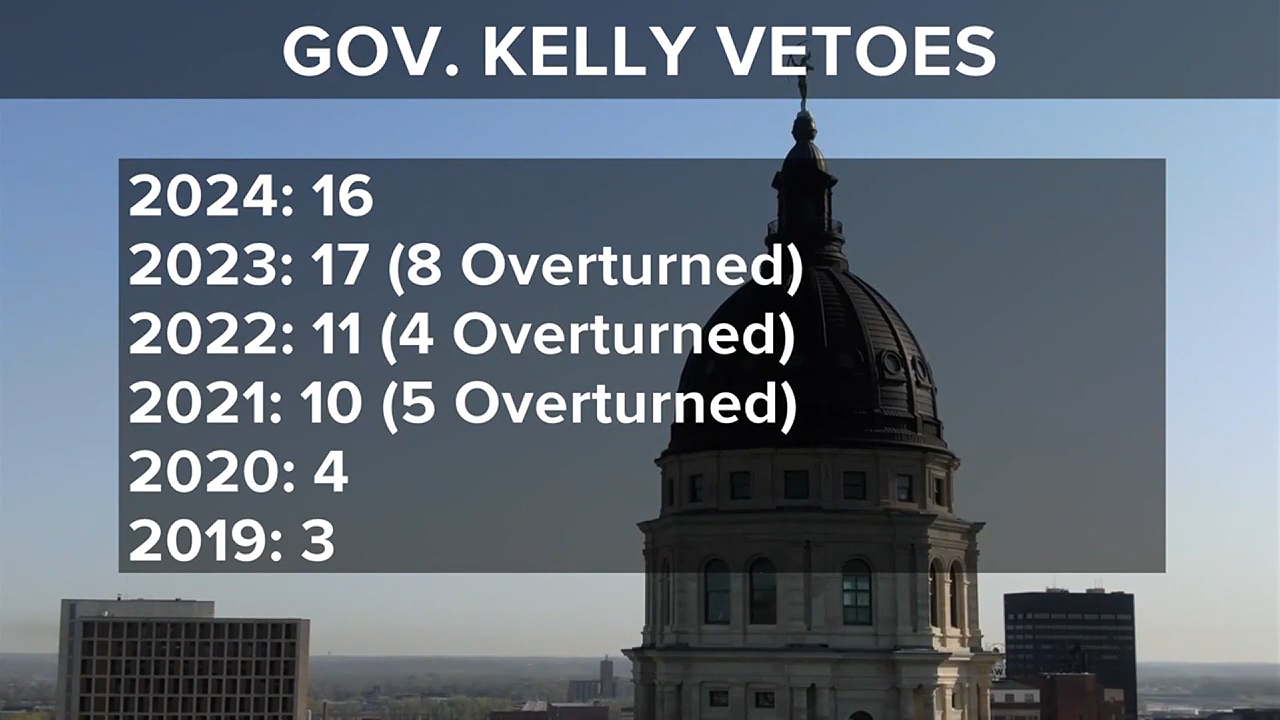 GOV. KELLY VETOES
2024: 16
2023: 17 (8 Overturned)
2022: 11 (4 Overturned)
2021: 10 (5 Overturned)
2020: 4
2019: 3